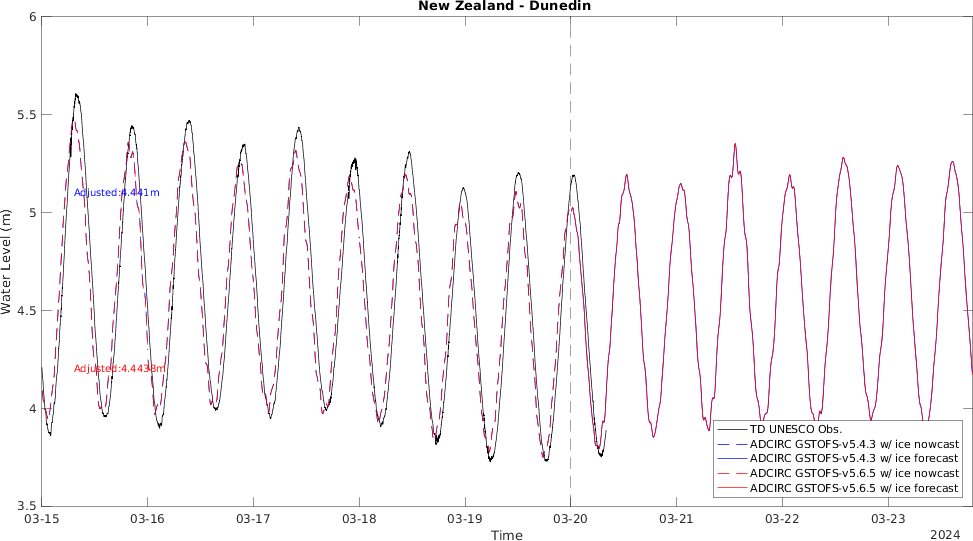 New Zealand - Dunedin
6
5.5
5
4.5
4
3.5
Water Level (m)
Adjusted:4.441m
Adjusted:4.4438m
TD UNESCO Obs.
ADCIRC GSTOFS-v5.4.3 w/ ice nowcast
ADCIRC GSTOFS-v5.4.3 w/ ice forecast
ADCIRC GSTOFS-v5.6.5 w/ ice nowcast
ADCIRC GSTOFS-v5.6.5 w/ ice forecast
03-15 03-16 03-17 03-18 03-19 03-20 03-21 03-22 03-23
Time
2024